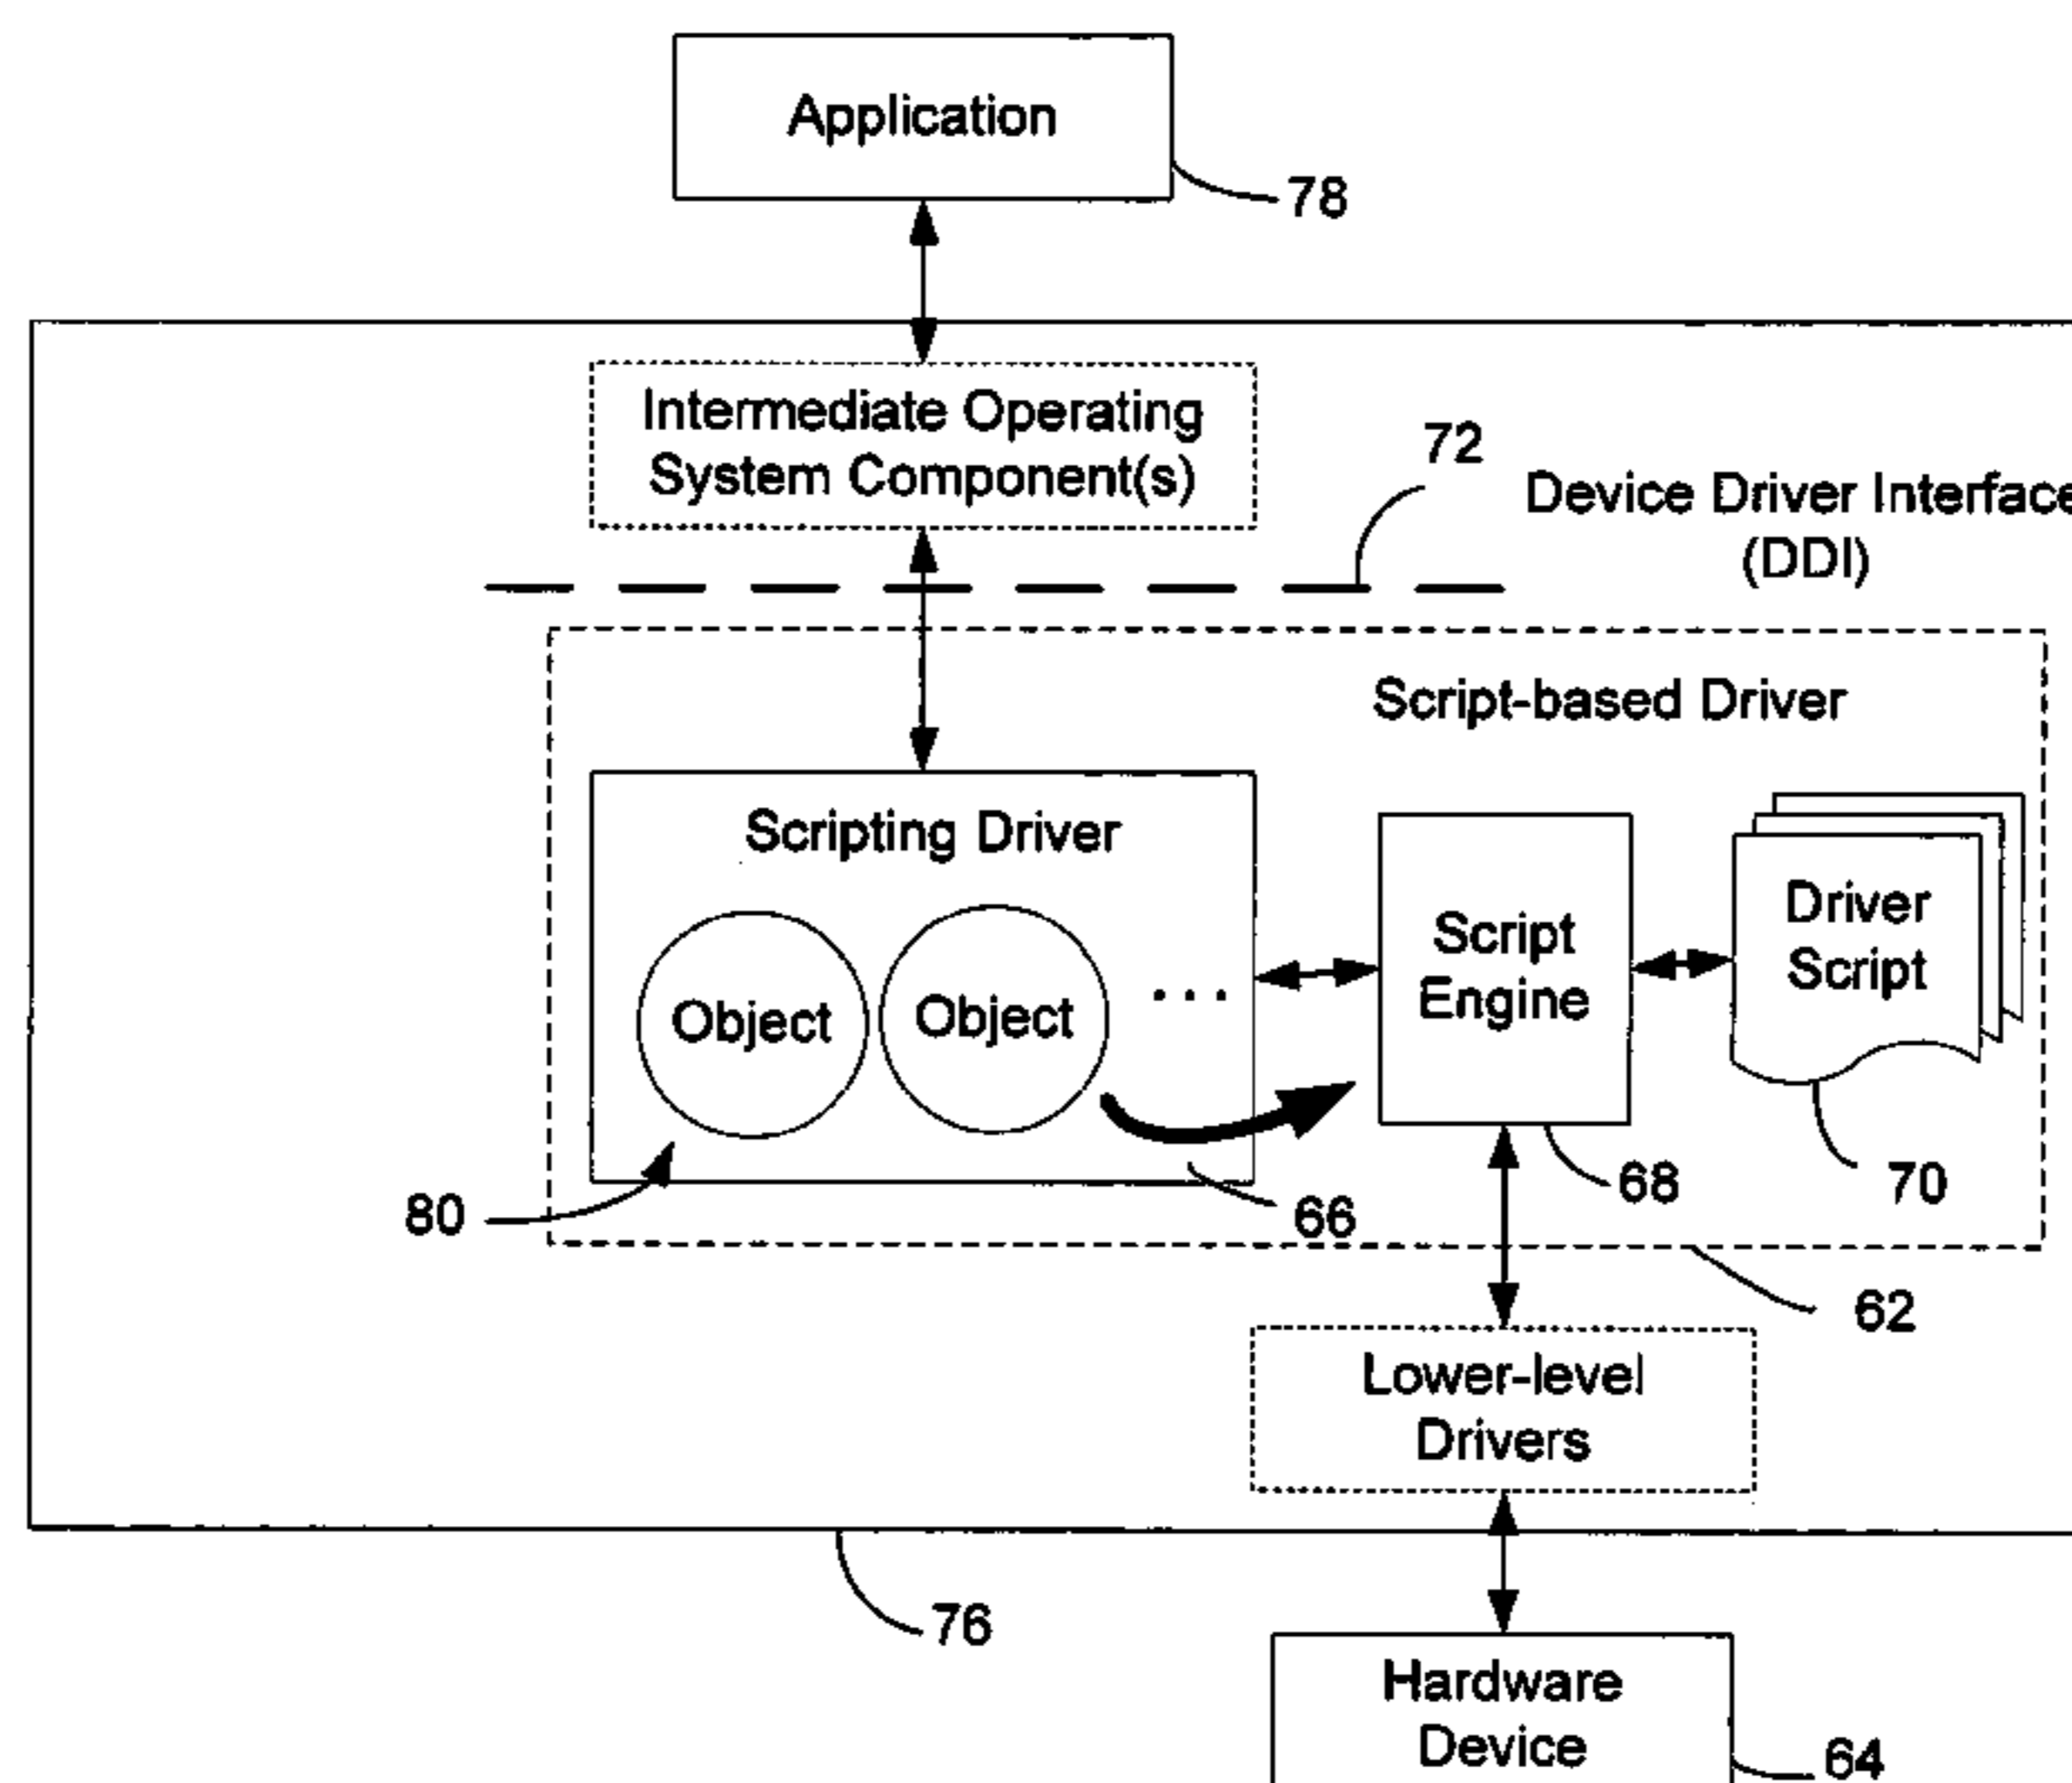 Application
78
Intermediate Operating
System Component(s)
72
Device Driver Interface
(DDI)
Script-based Driver
Scripting Driver
Object
Object
...
Script
Engine
Driver
Script
80
66
68
70
62
Lower-level
Drivers
76
Hardware
Device
64